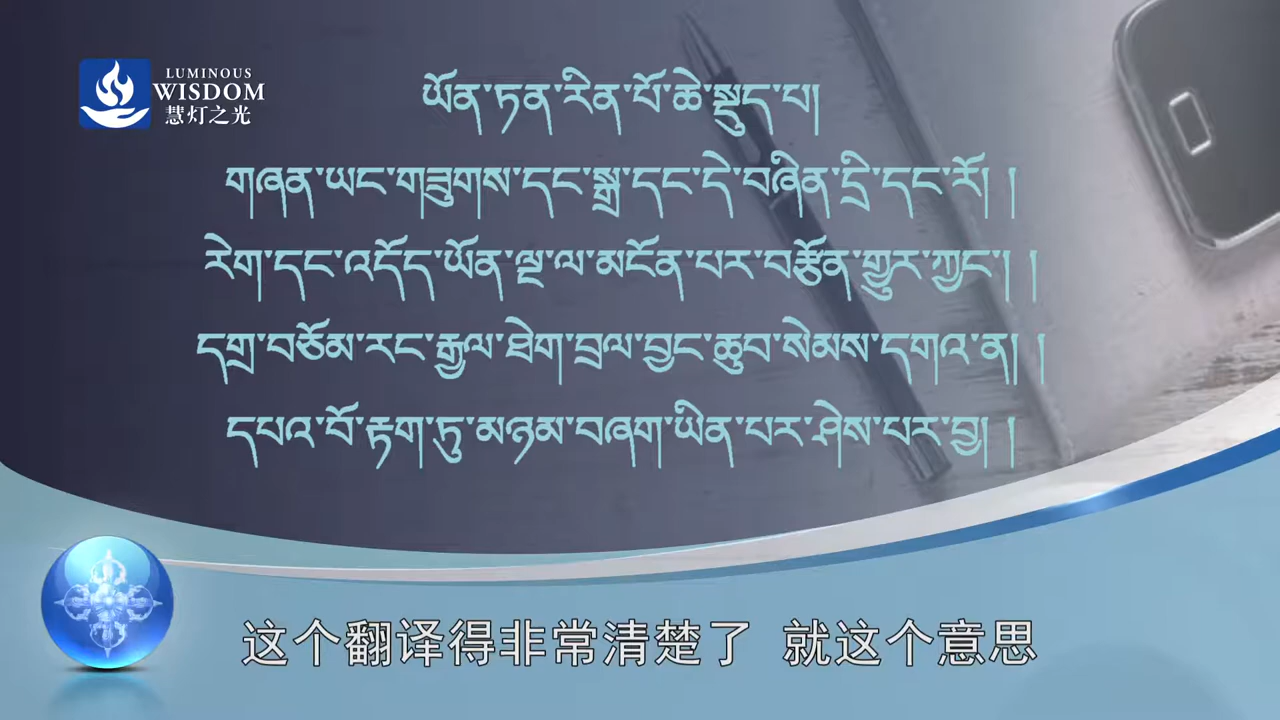 LUMINOUS
WISDOM
慧灯之光
ཡོན་ཏན་རིན་པོ་ཆེ་སྡུད་པ།
གཞན་ཡང་གཟུགས་དང་སྒྲ་དང་དེ་བཞིན་དྲི་དང་རོ། །
རེག་དང་འདོད་ཡོན་ལྔ་ལ་མངོན་པར་བརྩོན་གྱུར་ཀྱང་། །
དགྲ་བཅོམ་རང་རྒྱལ་ཐེག་བྲལ་བྱང་ཆུབ་སེམས་དགའ་ན། །
དཔའ་བོ་རྟག་ཏུ་མཉམ་བཞག་ཡིན་པར་ཤེས་པར་བྱ། །
这个翻译得非常清楚了 就这个意思